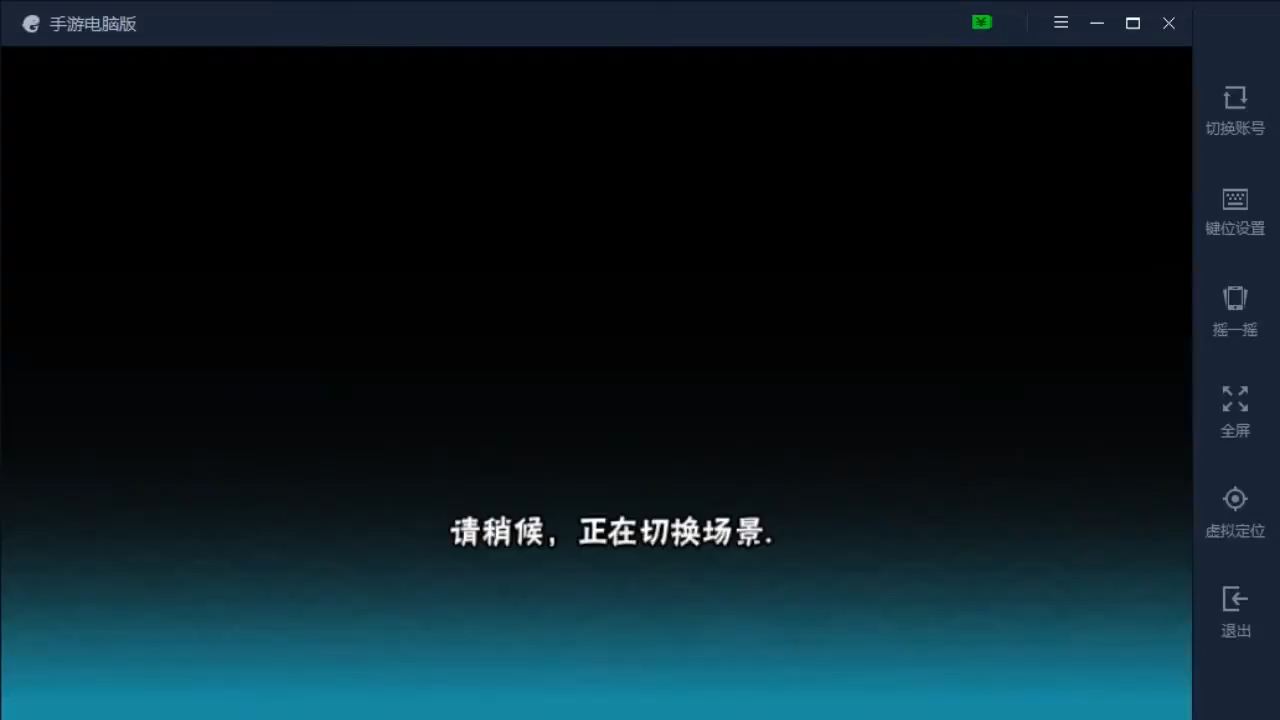 手游电脑版
¥
切换账号
键位设置
摇一摇
全屏
虚拟定位
退出
请稍候，正在切换场景.